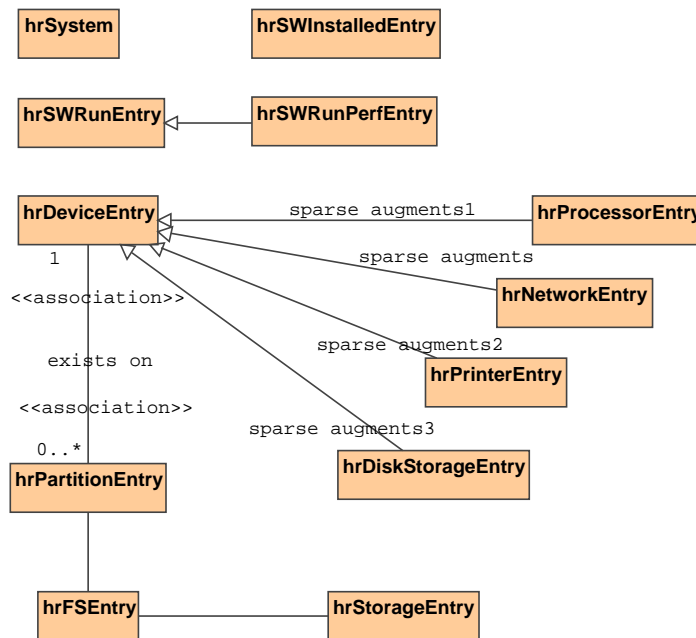 hrSystem
hrSWInstalledEntry
hrSWRunEntry
hrSWRunPerfEntry
hrDeviceEntry
sparse augments1
hrProcessorEntry
1
sparse augments
<<association>>
hrNetworkEntry
exists on
sparse augments2
hrPrinterEntry
<<association>>
sparse augments3
0..*
hrPartitionEntry
hrDiskStorageEntry
hrFSEntry
hrStorageEntry